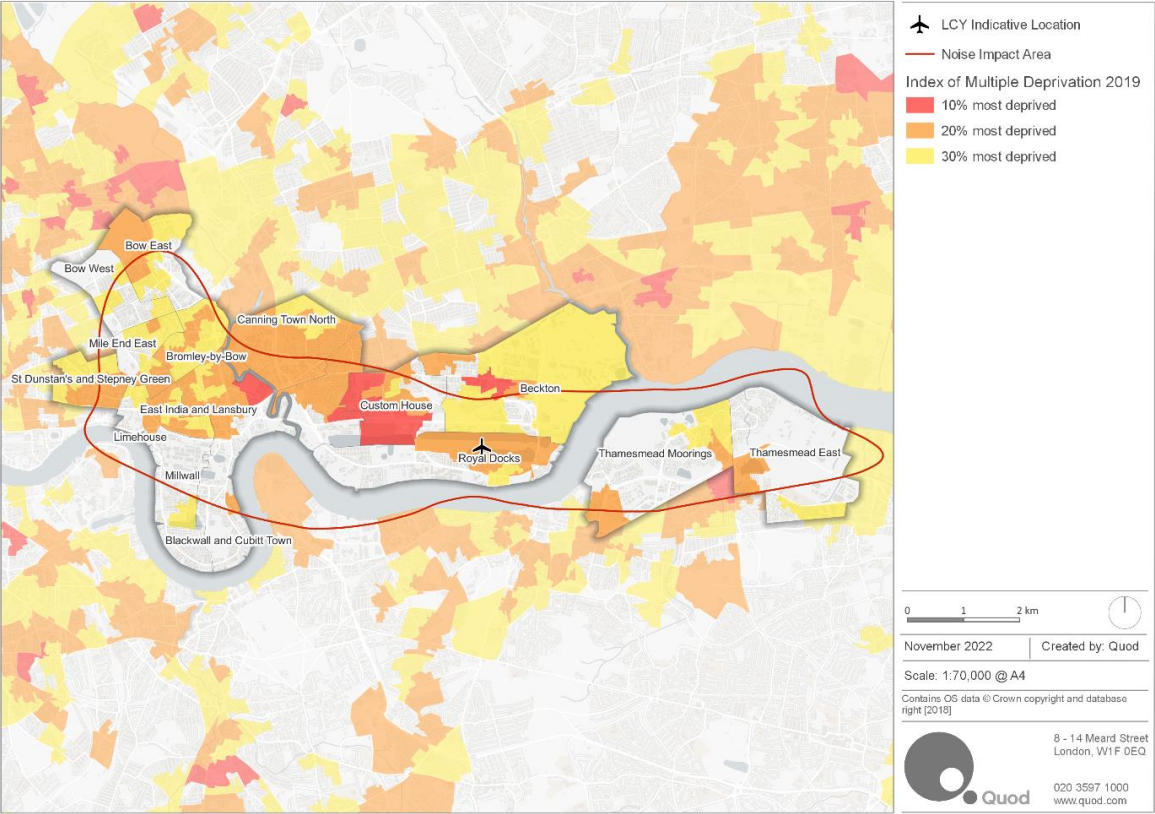 Bow East
Bow West
Canning Town North
Mile End East
Bromley-by-Bow
St Dunstan's and Stepney Green
Beckton
Custom House
East India and Lansbury
Limehouse
Royal Docks
Thamesmead Moorings
Thamesmead East
Millwall
Blackwall and Cubitt Town
LCY Indicative Location
Noise Impact Area
Index of Multiple Deprivation 2019
10% most deprived
20% most deprived
30% most deprived
0 1 2 km
November 2022
Created by: Quod
Scale: 1:70,000 @ A4
Contains OS data © Crown copyright and database
right [2018]
8 - 14 Meard Street
London, W1F 0EQ
Quod
020 3597 1000
www.quod.com